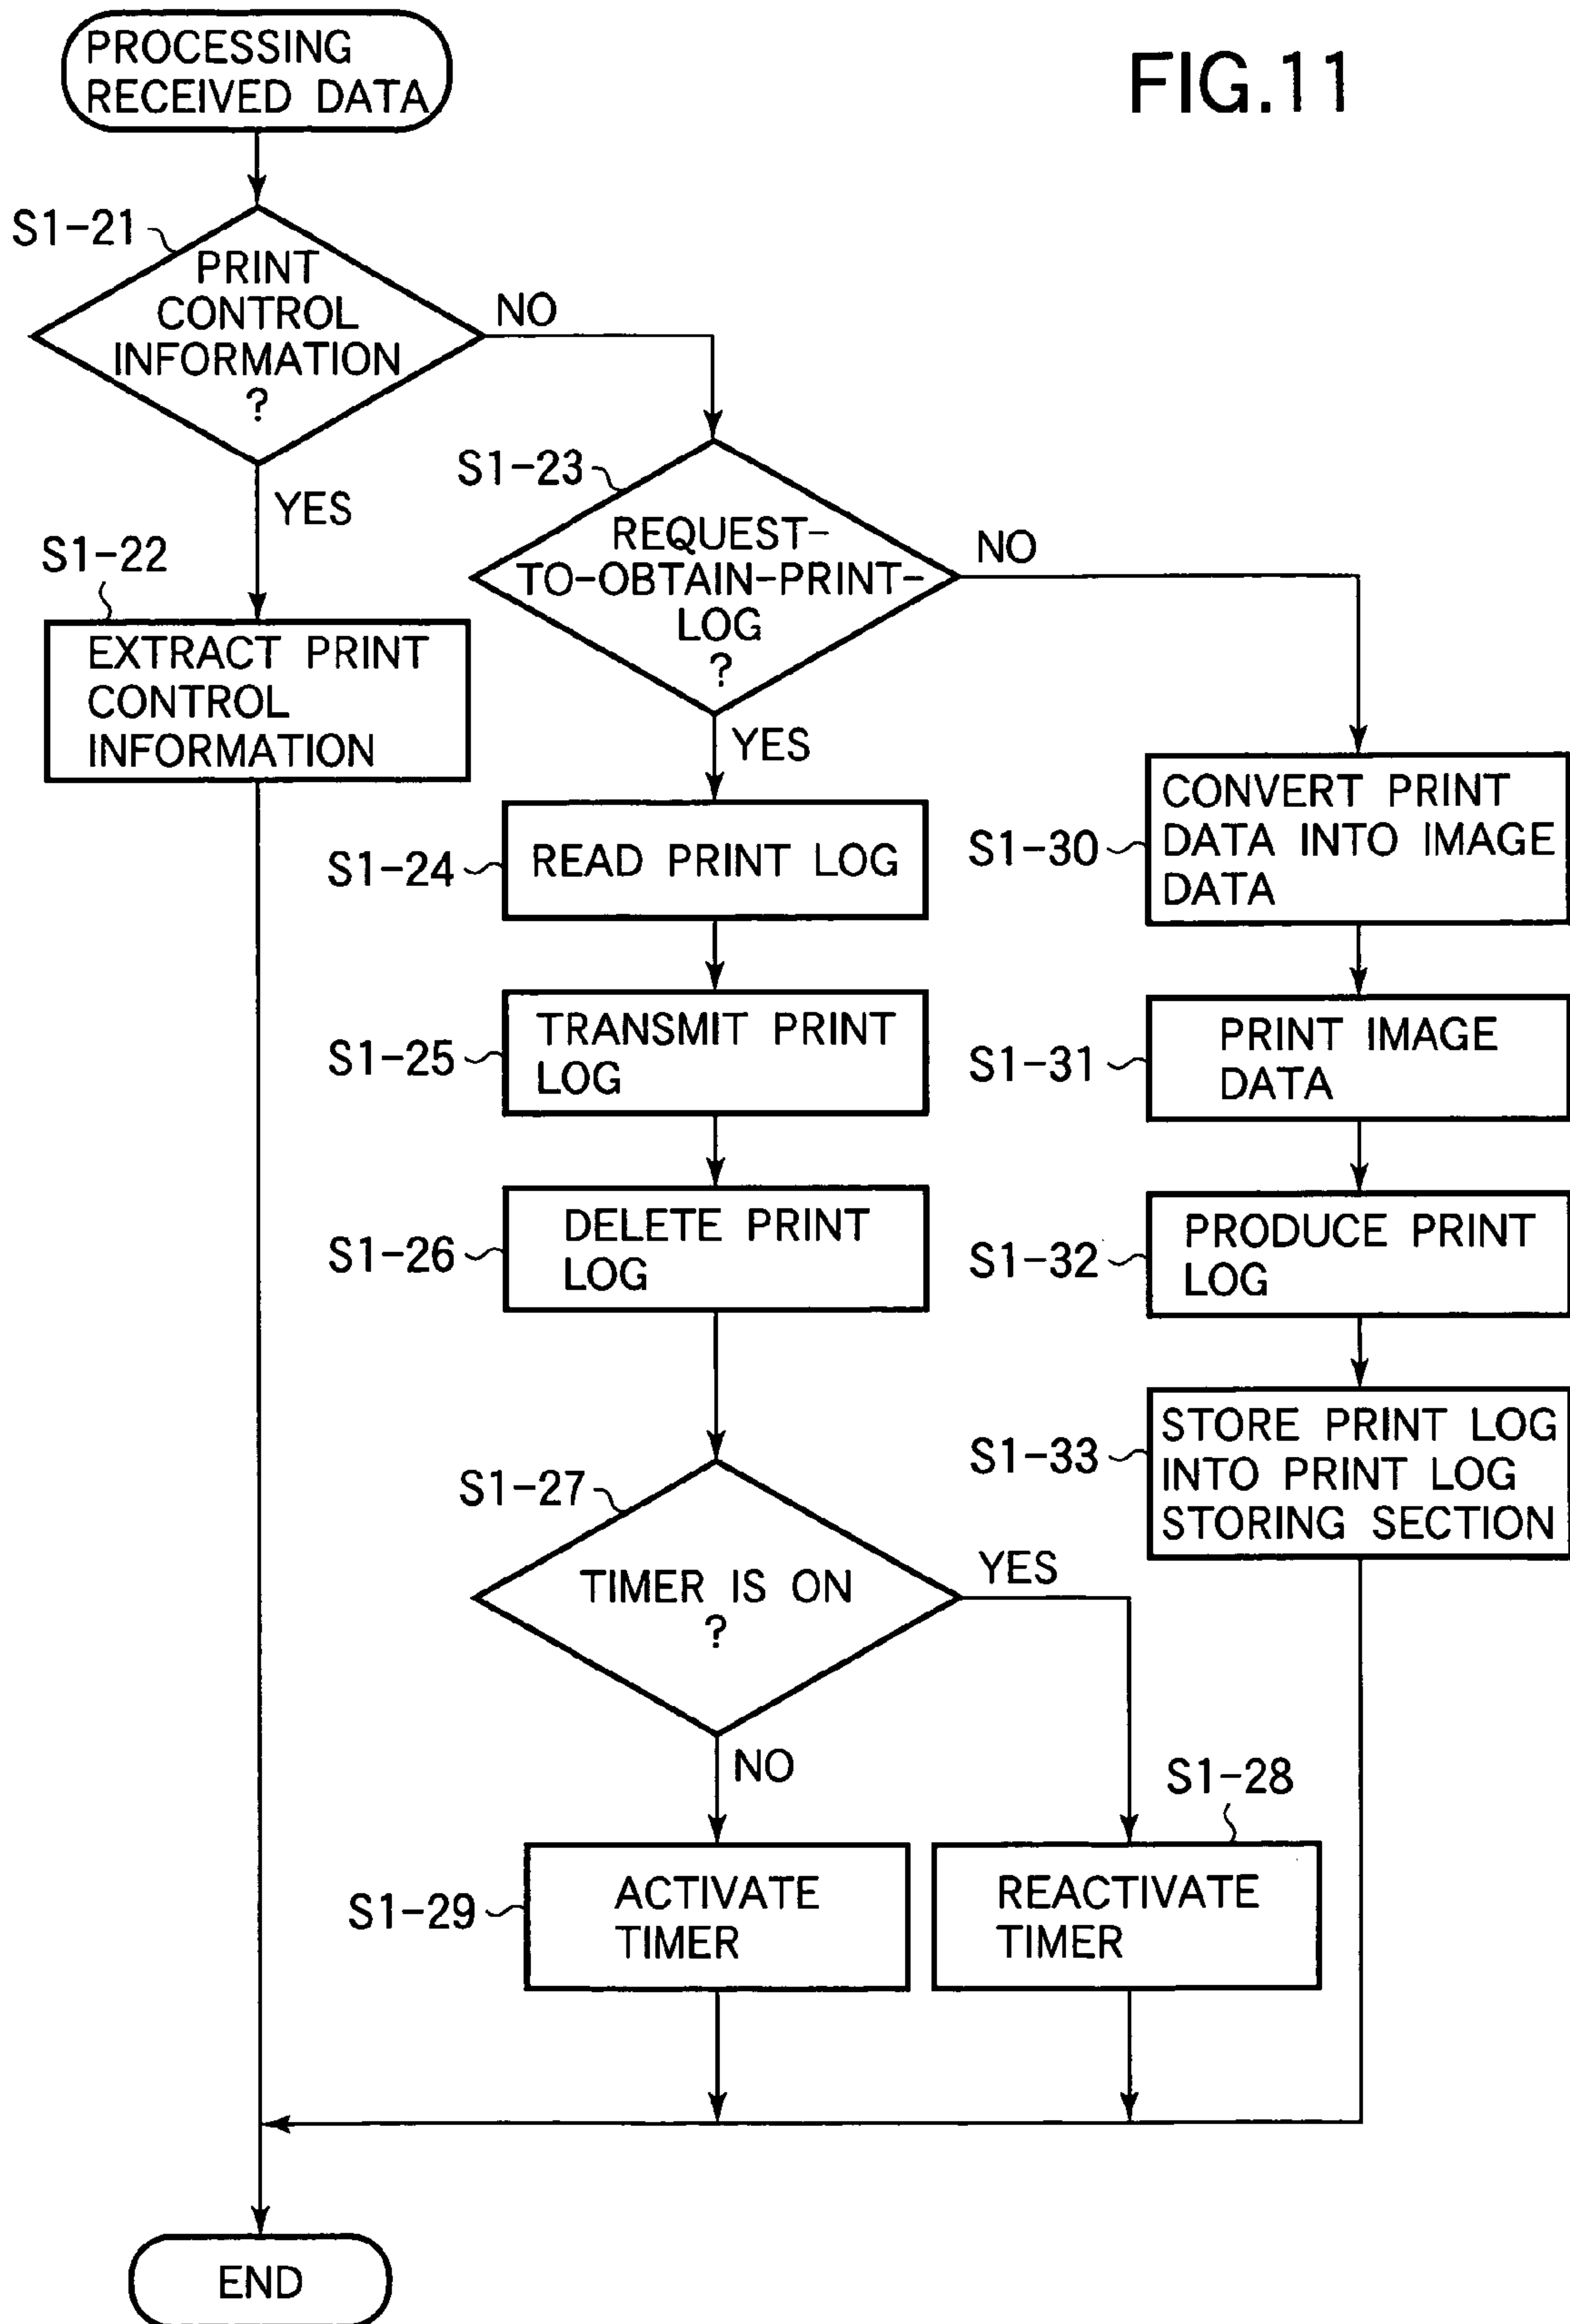 PROCESSING
RECEIVED DATA
FIG.11
S1-21
PRINT
CONTROL
INFORMATION
?
NO
YES
S1-22
EXTRACT PRINT
CONTROL
INFORMATION
S1-23
REQUEST-
TO-OBTAIN-PRINT-
LOG
?
NO
YES
S1-24
READ PRINT LOG
S1-25
TRANSMIT PRINT
LOG
S1-26
DELETE PRINT
LOG
S1-27
TIMER IS ON
?
YES
NO
S1-28
REACTIVATE
TIMER
S1-29
ACTIVATE
TIMER
S1-30
CONVERT PRINT
DATA INTO IMAGE
DATA
S1-31
PRINT IMAGE
DATA
S1-32
PRODUCE PRINT
LOG
S1-33
STORE PRINT LOG
INTO PRINT LOG
STORING SECTION
END